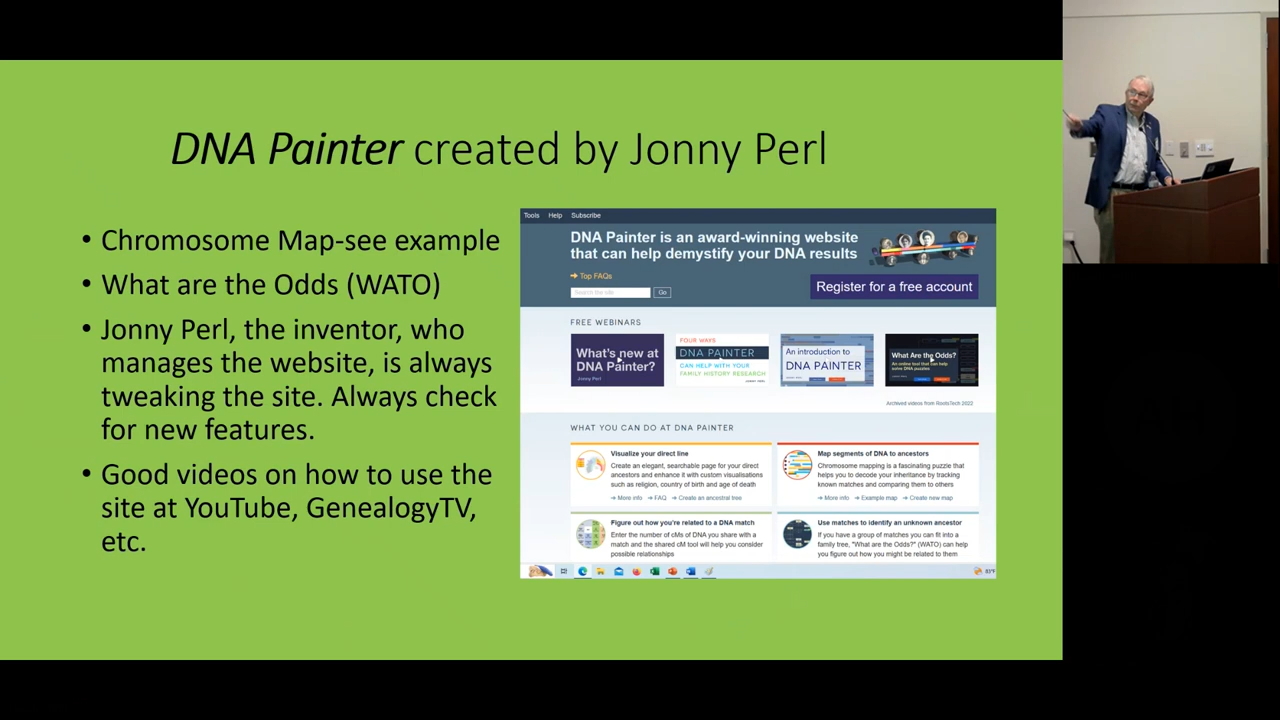 DNA Painter created by Jonny Perl
• Chromosome Map-see example
• What are the Odds (WATO)
• Jonny Perl, the inventor, who
manages the website, is always
tweaking the site. Always check
for new features.
• Good videos on how to use the
site at YouTube, GenealogyTV,
etc.
Tools Help Subscribe
DNA Painter is an award-winning website
that can help demystify your DNA results
➔ Top FAQs
Search the site Go
Register for a free account
FREE WEBINARS
What's new at
DNA Painter?
Jonny Perl
FOUR WAYS
DNA PAINTER
CAN HELP WITH YOUR
FAMILY HISTORY RESEARCH
An introduction to
DNA PAINTER
What Are the Odds?
An online tool that can help
solve DNA puzzles
Archived videos from RootsTech 2022
WHAT YOU CAN DO AT DNA PAINTER
Visualize your direct line
Create an elegant, searchable page for your direct
ancestors and enhance it with custom visualisations
such as religion, country of birth and age of death
➔ More info ➔ FAQ ➔ Create an ancestral tree
Map segments of DNA to ancestors
Chromosome mapping is a fascinating puzzle that
helps you to decode your inheritance by tracking
known matches and comparing them to others
➔ More info ➔ Example map ➔ Create new map
Figure out how you're related to a DNA match
Enter the number of cMs of DNA you share with a
match and the shared cM tool will help you consider
possible relationships
Use matches to identify an unknown ancestor
If you have a group of matches you can fit into a
family tree, "What are the Odds?" (WATO) can help
you figure out how you might be related to them
83°F